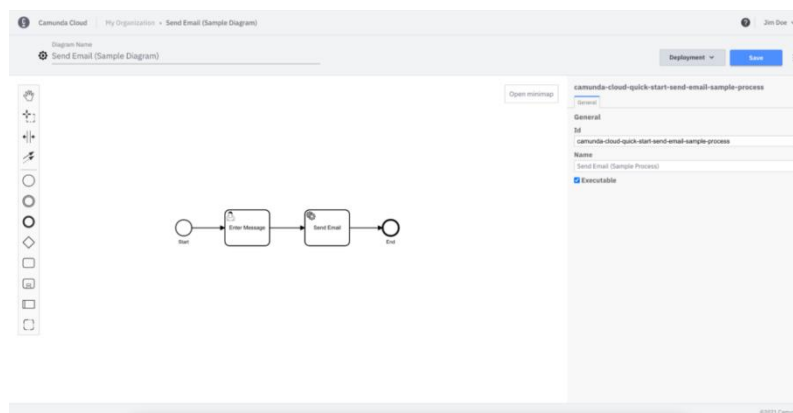 Camunda Cloud My Organization • Send Email (Sample Diagram) Jim Doe
Diagram Name
Send Email (Sample Diagram)
Deployment Save
Open minimap
camunda-cloud-quick-start-send-email-sample-process
General
General
Id
camunda-cloud-quick-start-send-email-sample-process
Name
Send Email (Sample Process)
Executable
Enter Message Send Email
Start End